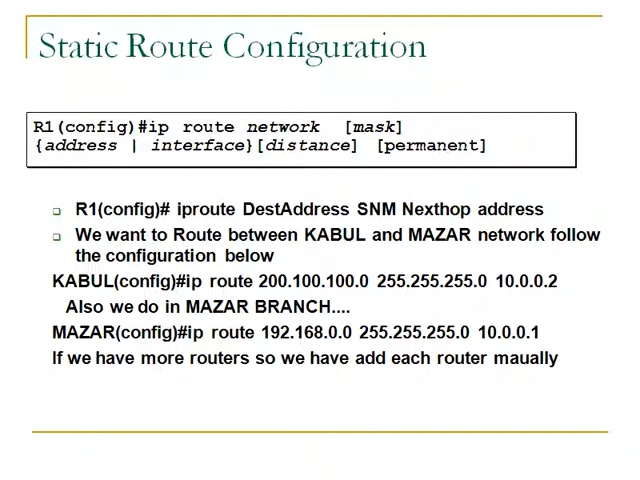 Static Route Configuration
R1(config)#ip route network [mask]
{address | interface}[distance] [permanent]
R1(config)# iproute DestAddress SNM Nexthop address
We want to Route between KABUL and MAZAR network follow
the configuration below
KABUL(config)#ip route 200.100.100.0 255.255.255.0 10.0.0.2
Also we do in MAZAR BRANCH....
MAZAR(config)#ip route 192.168.0.0 255.255.255.0 10.0.0.1
If we have more routers so we have add each router maually